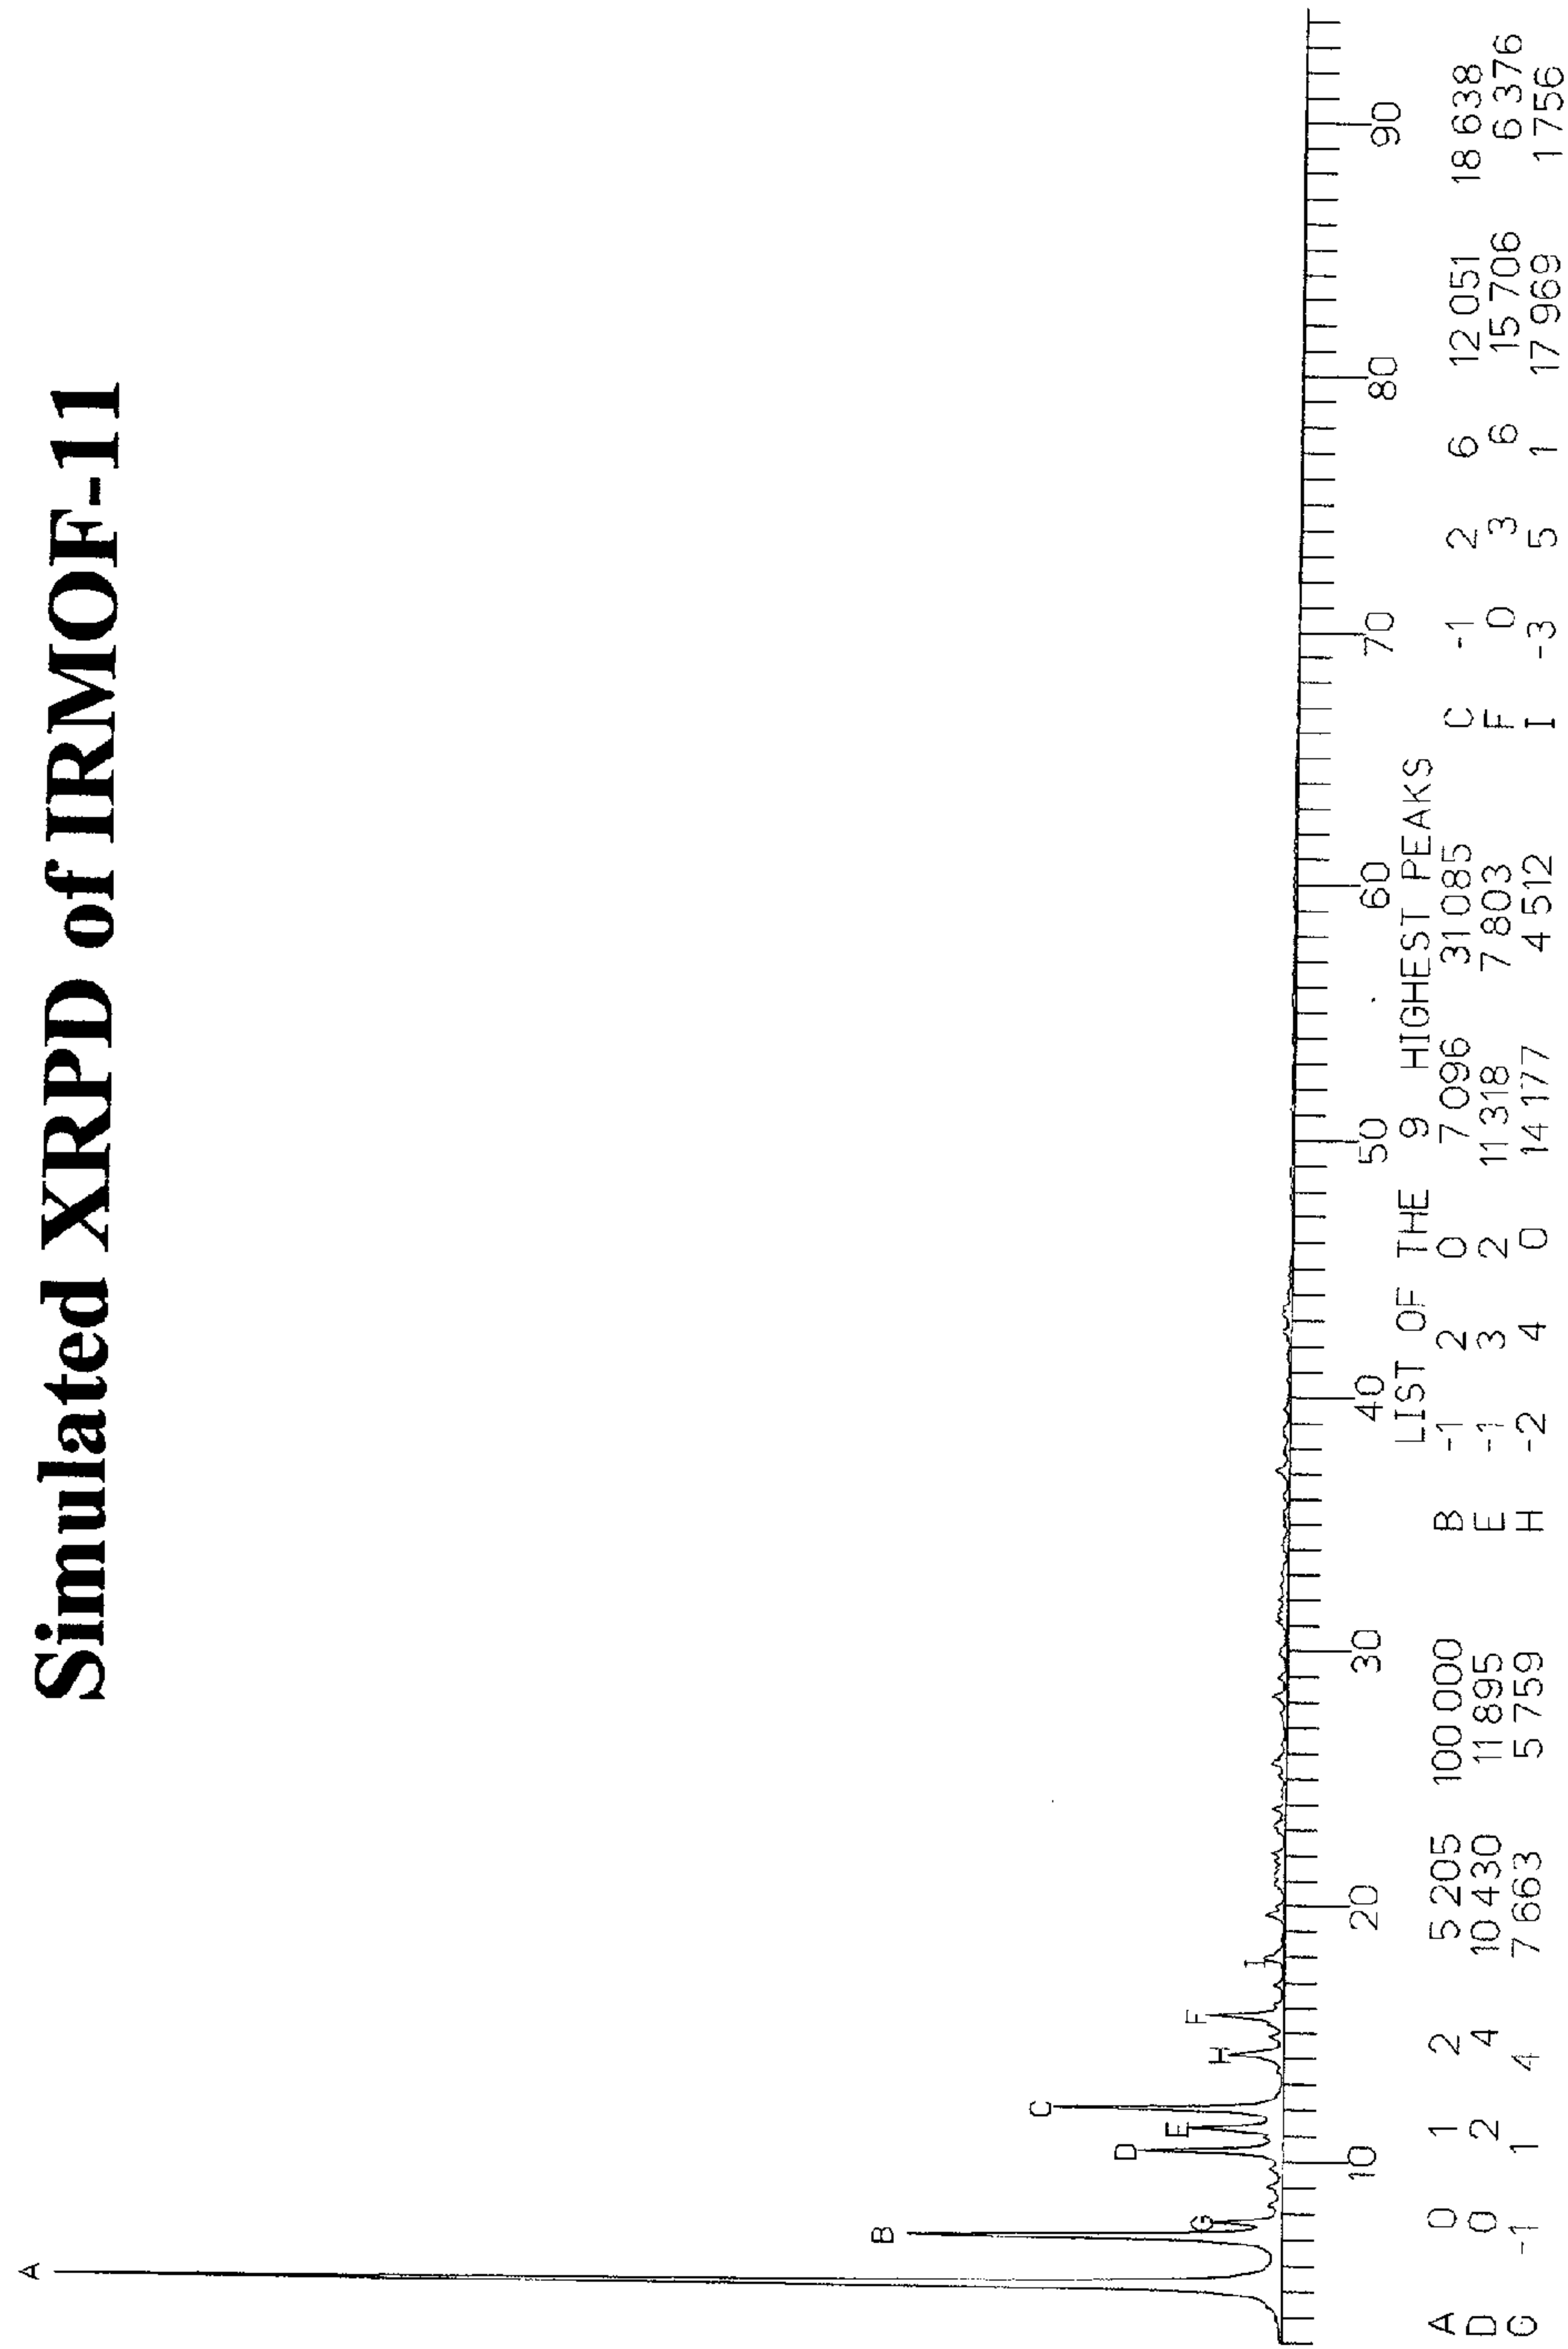 Simulated XRPD of IRMOF-11
A
B
C
D
E
F
G
H
I
10 20 30 40 50 60 70 80 90
LIST OF THE 9 HIGHEST PEAKS
A 0 1 2 5 205 100 000 B -1 2 0 7 096 31 085 C -1 2 6 12 051 18 638
D 0 2 4 10 430 11 895 E -1 3 2 11 318 7 803 F 0 3 6 15 706 6 376
G -1 1 4 7 663 5 759 H -2 4 0 14 177 4 512 I -3 5 1 17 969 1 756